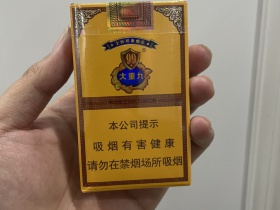 大重九
本公司提示
吸烟有害健康
请勿在禁烟场所吸烟